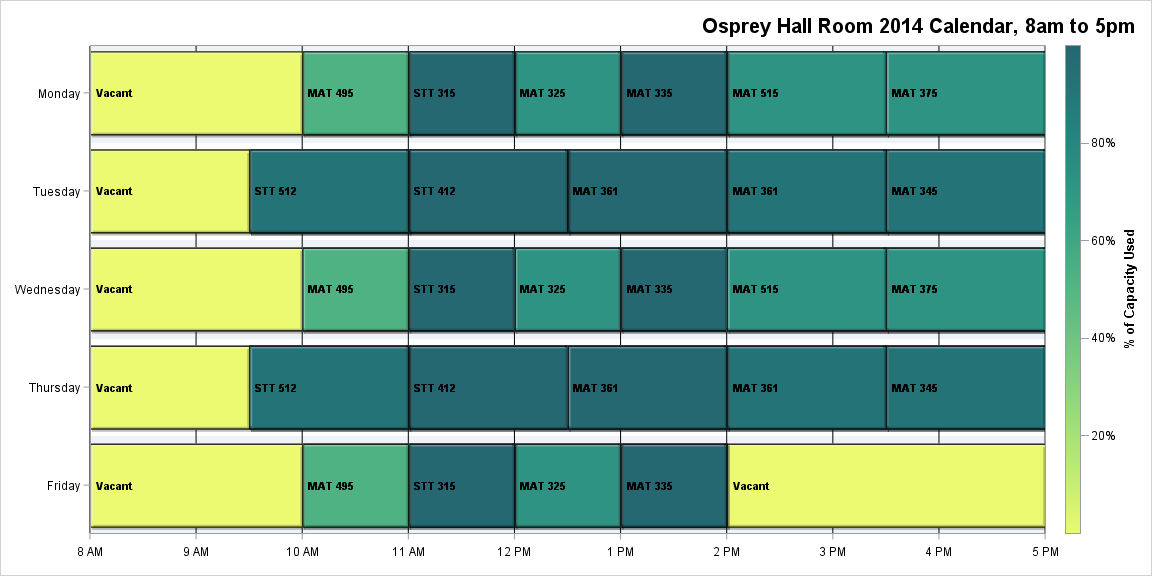 Osprey Hall Room 2014 Calendar, 8am to 5pm
Monday
Vacant
MAT 495
STT 315
MAT 325
MAT 335
MAT 515
MAT 375
Tuesday
Vacant
STT 512
STT 412
MAT 361
MAT 361
MAT 345
Wednesday
Vacant
MAT 495
STT 315
MAT 325
MAT 335
MAT 515
MAT 375
Thursday
Vacant
STT 512
STT 412
MAT 361
MAT 361
MAT 345
Friday
Vacant
MAT 495
STT 315
MAT 325
MAT 335
Vacant
8 AM
9 AM
10 AM
11 AM
12 PM
1 PM
2 PM
3 PM
4 PM
5 PM
80%
60%
40%
20%
% of Capacity Used